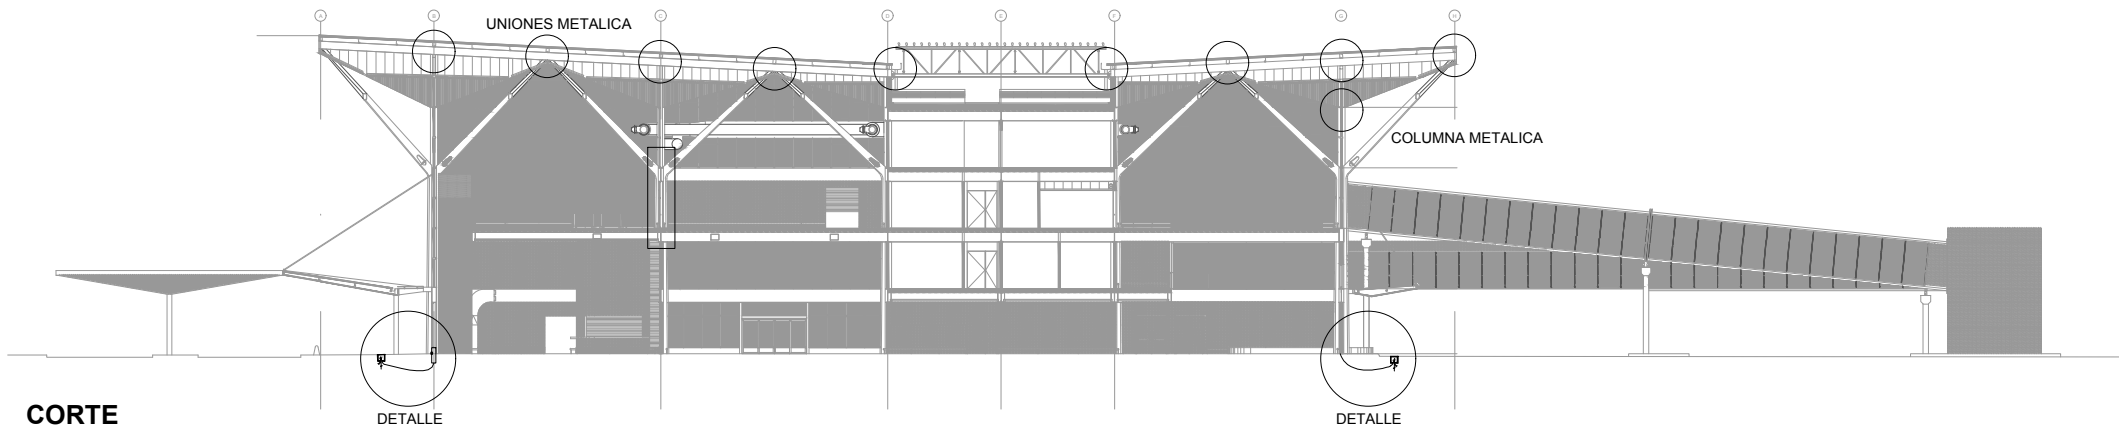 A B C D E F G H
UNIONES METALICA
COLUMNA METALICA
CORTE
DETALLE DETALLE